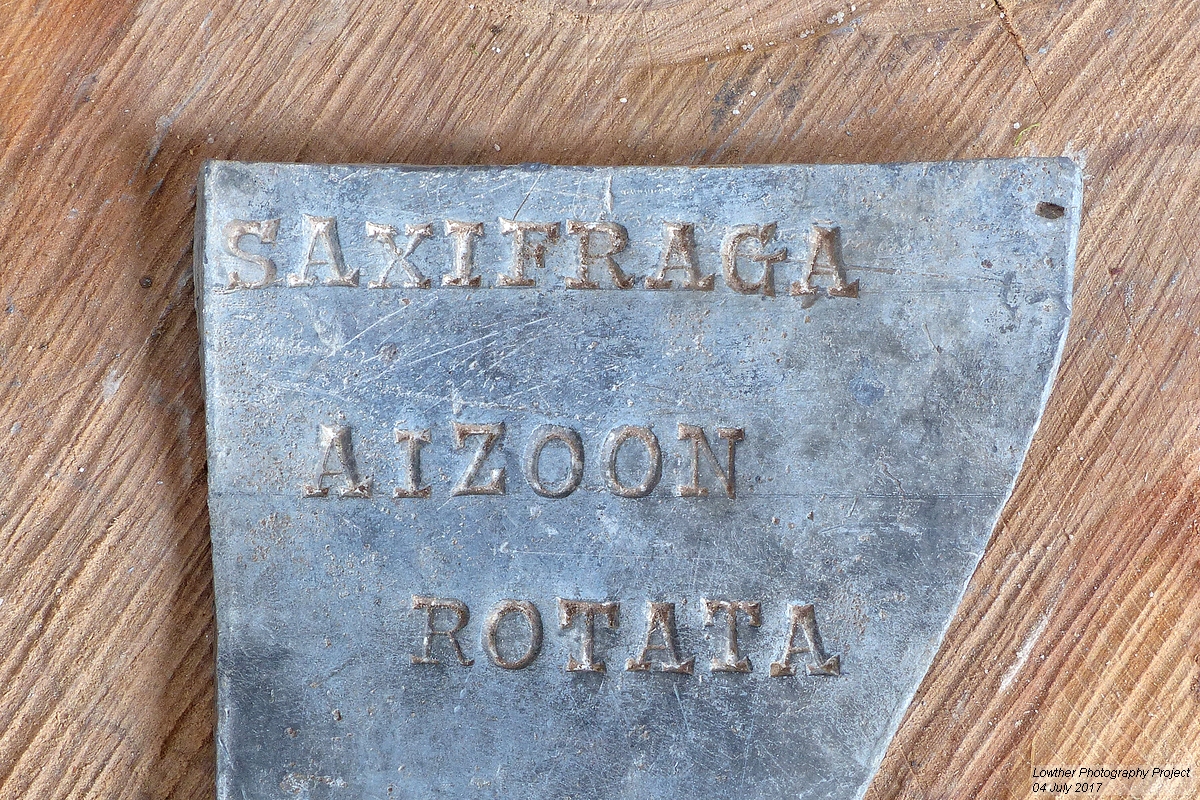 SAXIFRAGA
AIZOON
ROTATA
Lowther Photography Project
04 July 2017